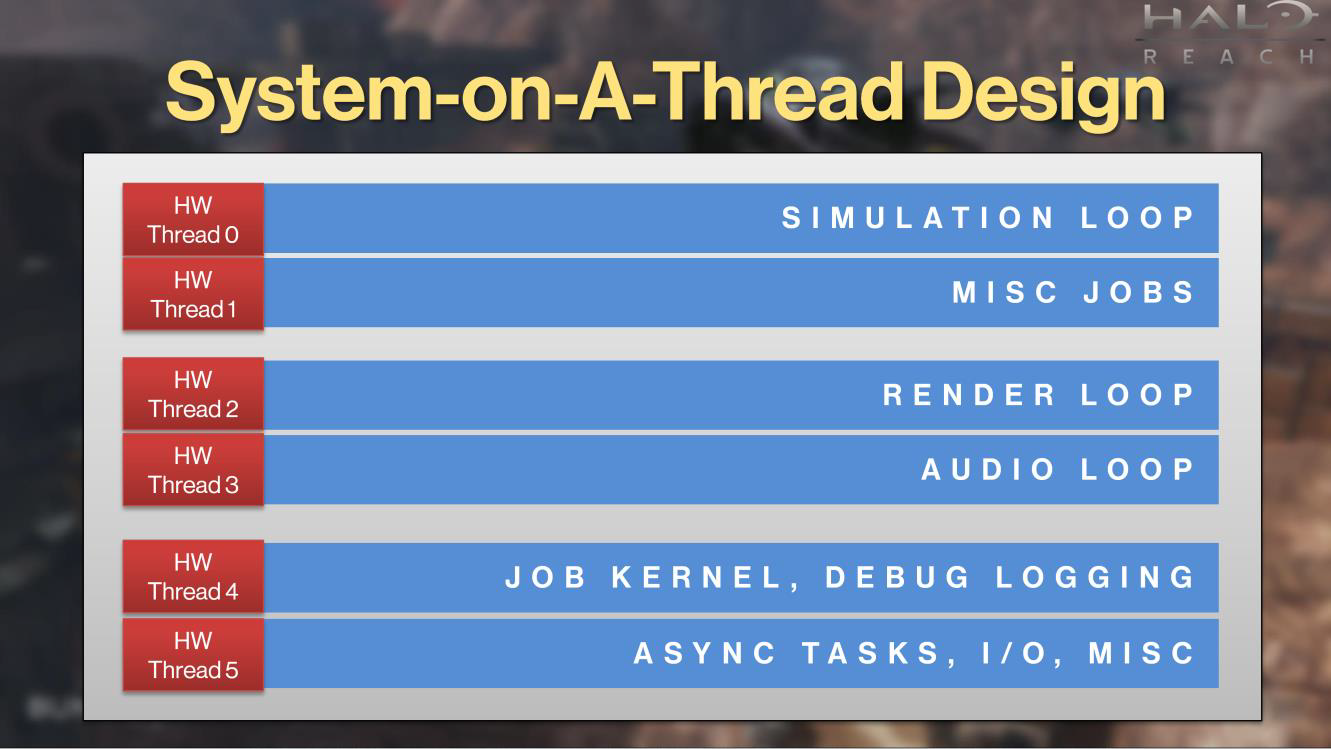 HALO
REACH
System-on-A-Thread Design
HW
Thread 0
SIMULATION LOOP
HW
Thread 1
MISC JOBS
HW
Thread 2
RENDER LOOP
HW
Thread 3
AUDIO LOOP
HW
Thread 4
JOB KERNEL, DEBUG LOGGING
HW
Thread 5
ASYNC TASKS, I/O, MISC